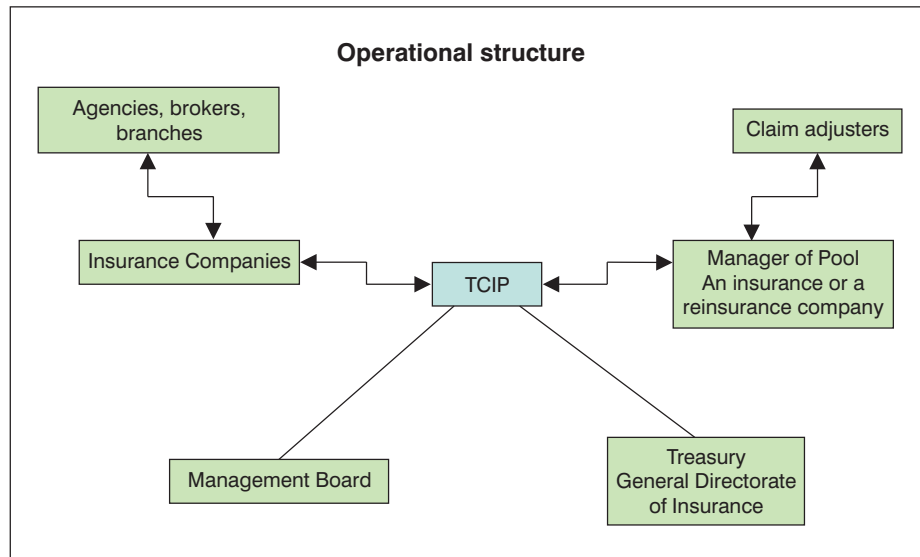 Operational structure
Agencies, brokers,
branches
Claim adjusters
Insurance Companies
TCIP
Manager of Pool
An insurance or a
reinsurance company
Management Board
Treasury
General Directorate
of Insurance